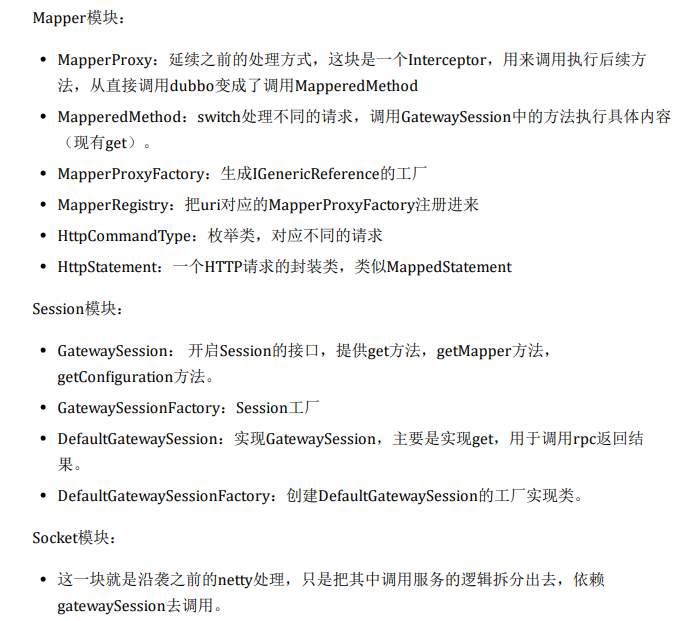 Mapper模块：
• MapperProxy：延续之前的处理方式，这块是一个Interceptor，用来调用执行后续方
法，从直接调用dubbo变成了调用MapperedMethod
• MapperedMethod：switch处理不同的请求，调用GatewaySession中的方法执行具体内容
（现有get）。
• MapperProxyFactory：生成IGenericReference的工厂
• MapperRegistry：把uri对应的MapperProxyFactory注册进来
• HttpCommandType：枚举类，对应不同的请求
• HttpStatement：一个HTTP请求的封装类，类似MappedStatement
Session模块：
• GatewaySession： 开启Session的接口，提供get方法，getMapper方法，
getConfiguration方法。
• GatewaySessionFactory：Session工厂
• DefaultGatewaySession：实现GatewaySession，主要是实现get，用于调用rpc返回结
果。
• DefaultGatewaySessionFactory：创建DefaultGatewaySession的工厂实现类。
Socket模块：
• 这一块就是沿袭之前的netty处理，只是把其中调用服务的逻辑拆分出去，依赖
gatewaySession去调用。